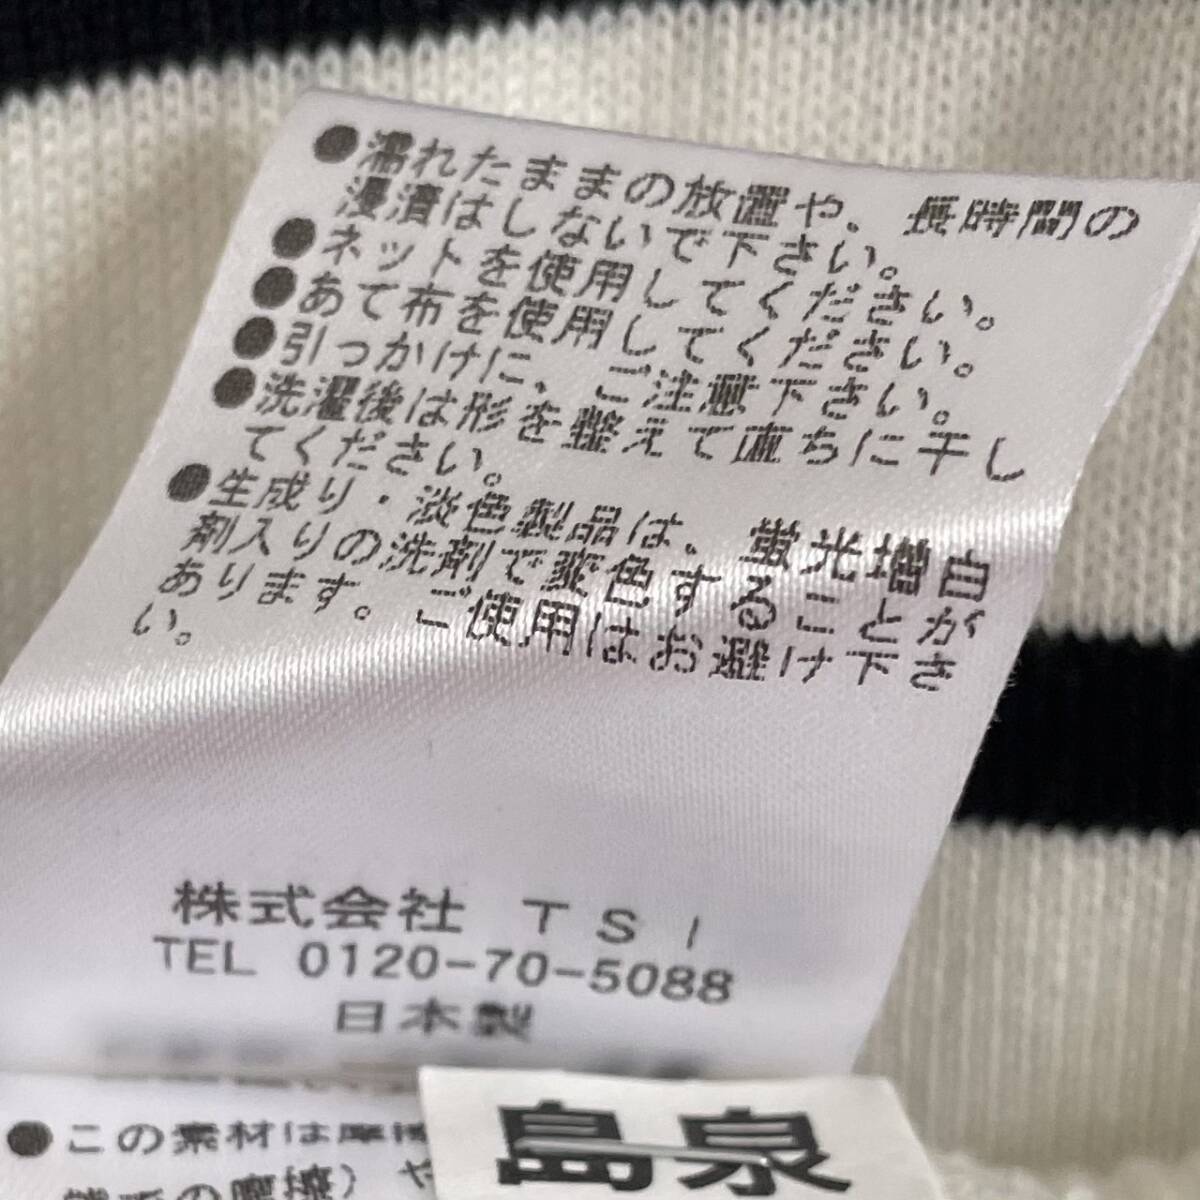 ●濡れたままの放置や、長時間の
浸漬はしないで下さい。
●ネットを使用してください。
●あて布を使用してください。
●引っかけに、ご注意下さい。
●洗濯後は形を整えて直ちに干し
てください。
●生成り・淡色製品は、蛍光増白
剤入りの洗剤で変色することが
あります。ご使用はお避け下さ
い。
株式会社 TSI
TEL 0120-70-5088
日本製
●この素材は摩擦
の摩擦）や
島泉